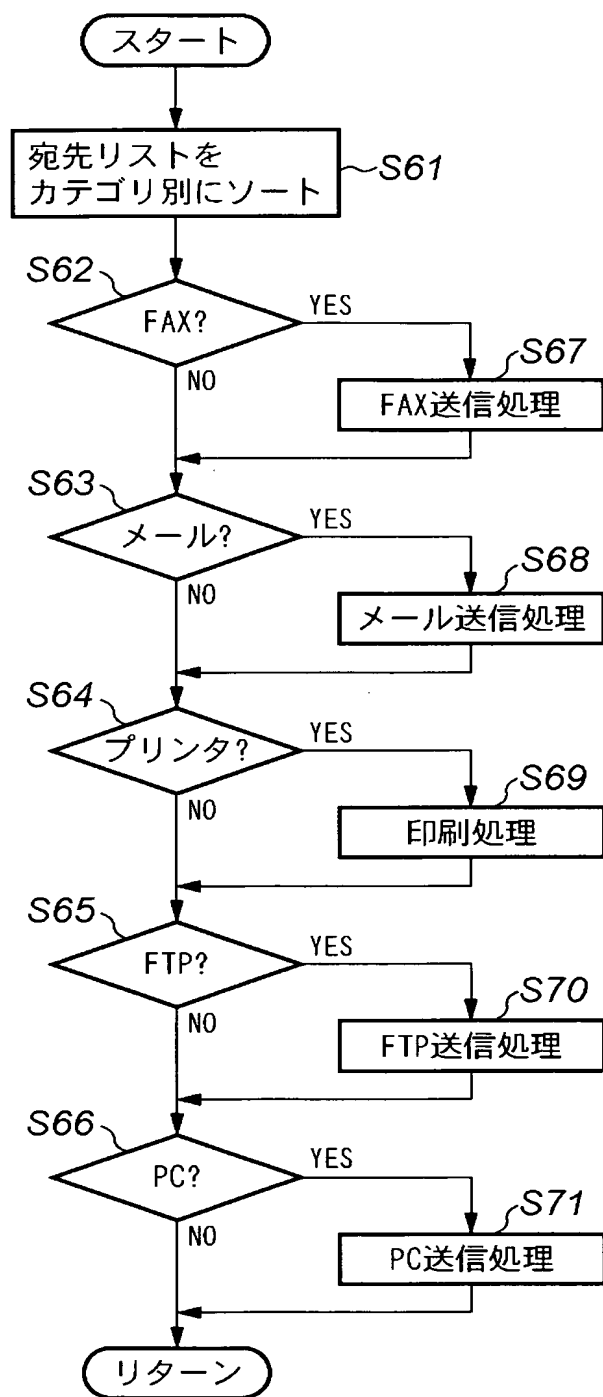 スタート
宛先リストを
カテゴリ別にソート
S61
S62
FAX?
YES
NO
S67
FAX送信処理
S63
メール?
YES
NO
S68
メール送信処理
S64
プリンタ?
YES
NO
S69
印刷処理
S65
FTP?
YES
NO
S70
FTP送信処理
S66
PC?
YES
NO
S71
PC送信処理
リターン